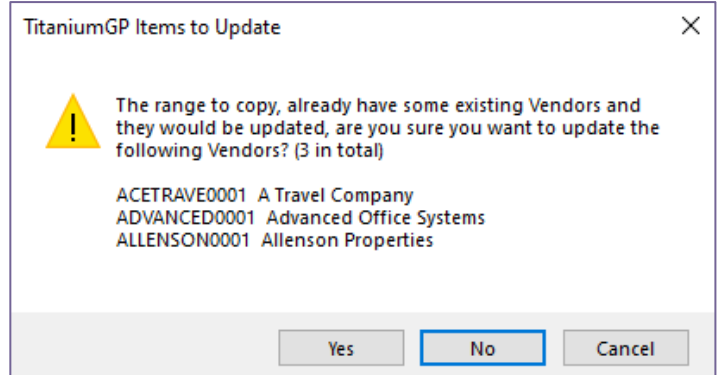 TitaniumGP Items to Update
The range to copy, already have some existing Vendors and
they would be updated, are you sure you want to update the
following Vendors? (3 in total)
ACETRAVE0001 A Travel Company
ADVANCED0001 Advanced Office Systems
ALLENSON0001 Allenson Properties
Yes No Cancel